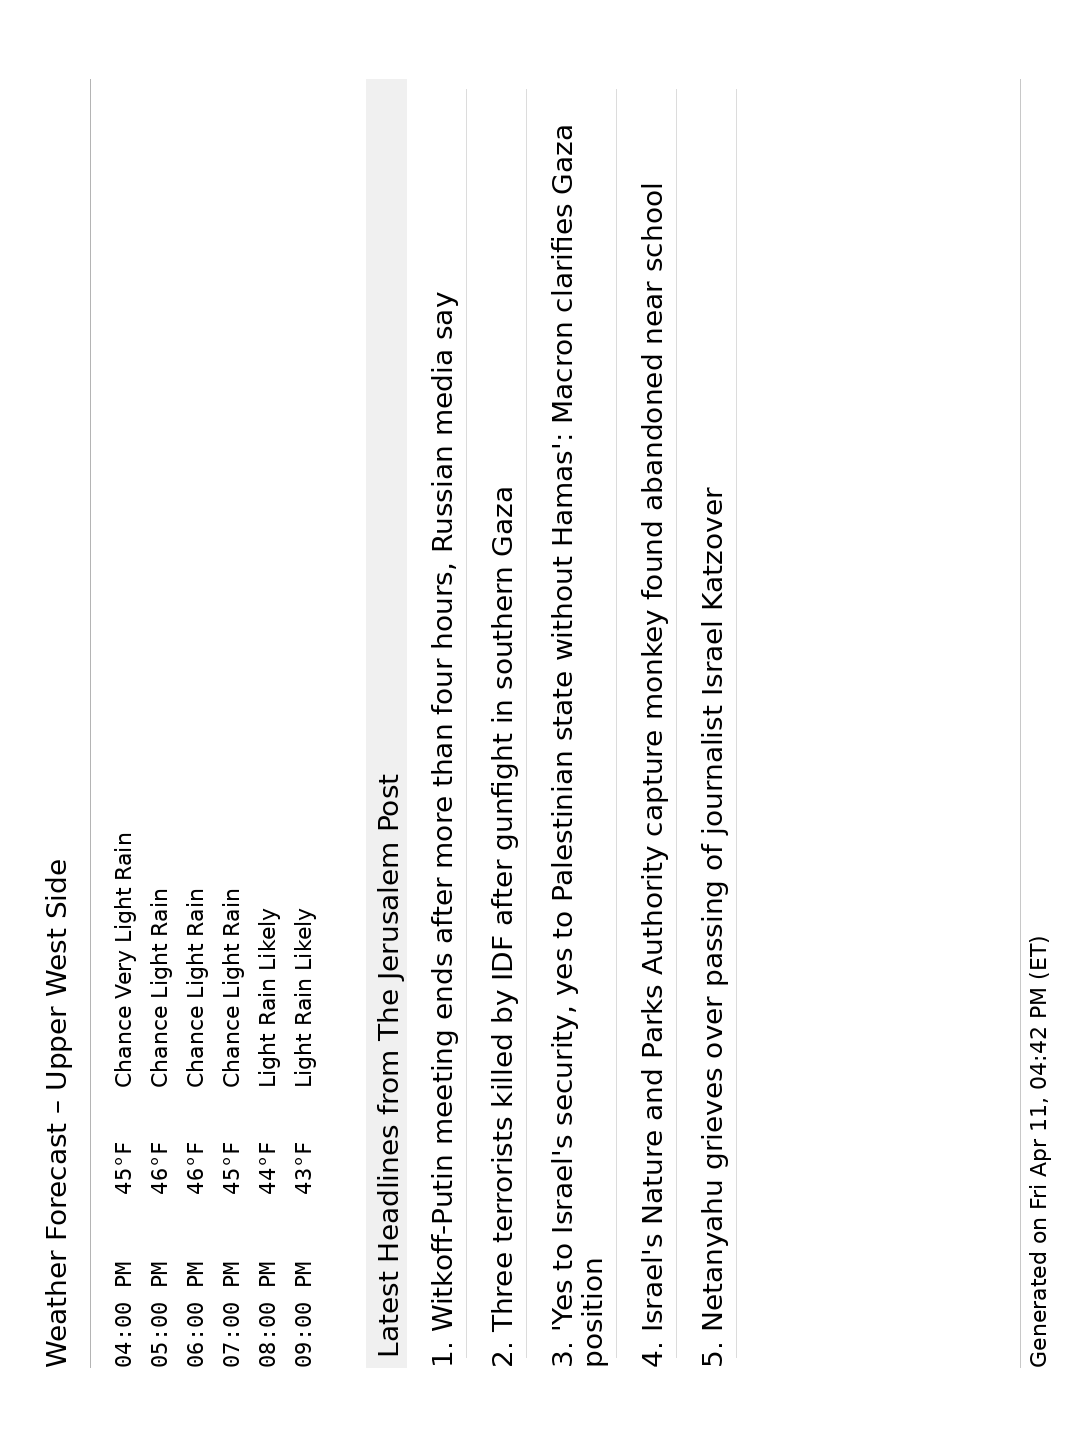 Weather Forecast – Upper West Side
04:00 PM 45°F Chance Very Light Rain
05:00 PM 46°F Chance Light Rain
06:00 PM 46°F Chance Light Rain
07:00 PM 45°F Chance Light Rain
08:00 PM 44°F Light Rain Likely
09:00 PM 43°F Light Rain Likely
Latest Headlines from The Jerusalem Post
1. Witkoff-Putin meeting ends after more than four hours, Russian media say
2. Three terrorists killed by IDF after gunfight in southern Gaza
3. 'Yes to Israel's security, yes to Palestinian state without Hamas': Macron clarifies Gaza
position
4. Israel's Nature and Parks Authority capture monkey found abandoned near school
5. Netanyahu grieves over passing of journalist Israel Katzover
Generated on Fri Apr 11, 04:42 PM (ET)